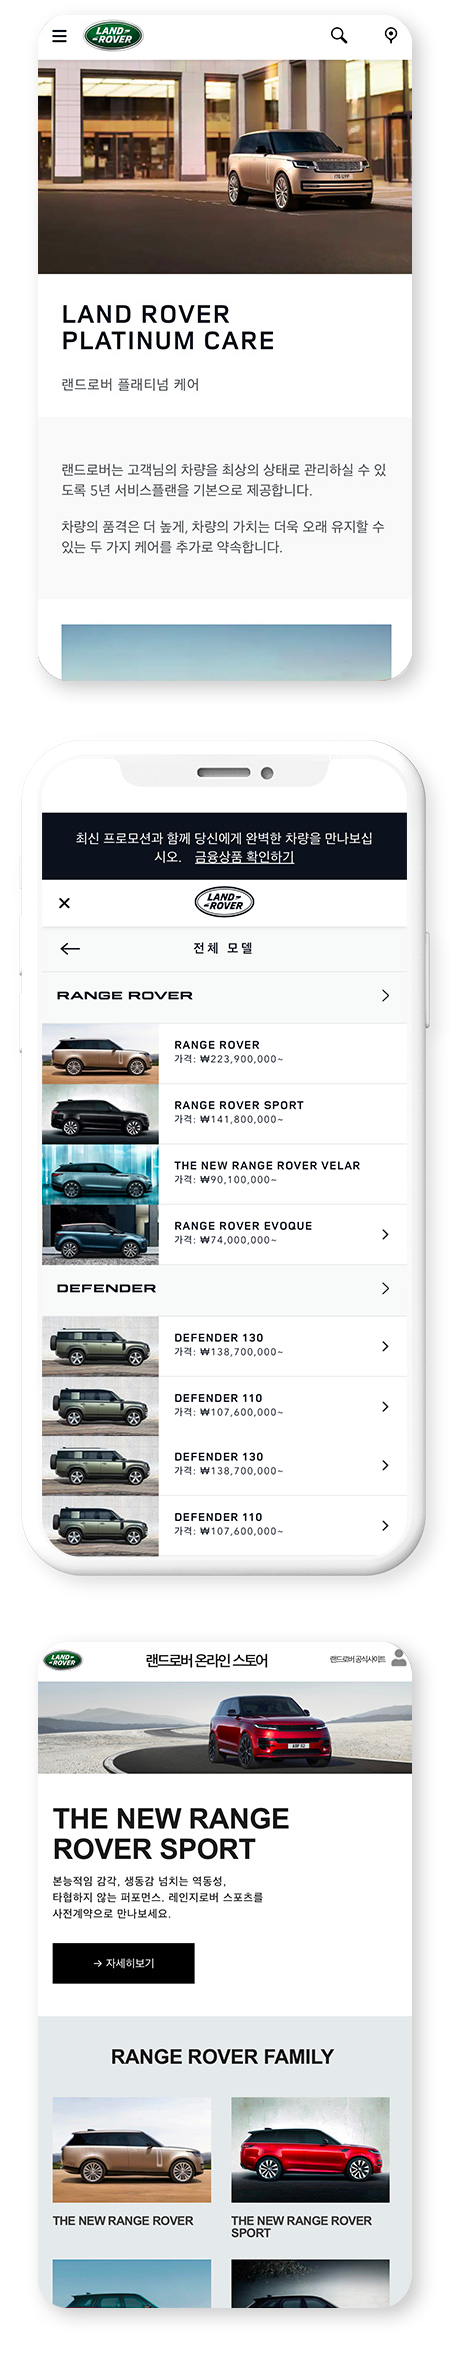 LAND
ROVER
LAND ROVER
PLATINUM CARE
랜드로버 플래티넘 케어
랜드로버는 고객님의 차량을 최상의 상태로 관리하실 수 있
도록 5년 서비스플랜을 기본으로 제공합니다.
차량의 품격은 더 높게, 차량의 가치는 더욱 오래 유지할 수
있는 두 가지 케어를 추가로 약속합니다.
최신 프로모션과 함께 당신에게 완벽한 차량을 만나보십
시오. 금융상품 확인하기
LAND
ROVER
전체 모델
RANGE ROVER
RANGE ROVER
가격: ₩223,900,000~
RANGE ROVER SPORT
가격: ₩141,800,000~
THE NEW RANGE ROVER VELAR
가격: ₩90,100,000~
RANGE ROVER EVOQUE
가격: ₩74,000,000~
DEFENDER
DEFENDER 130
가격: ₩138,700,000~
DEFENDER 110
가격: ₩107,600,000~
DEFENDER 130
가격: ₩138,700,000~
DEFENDER 110
가격: ₩107,600,000~
LAND
ROVER
랜드로버 온라인 스토어
랜드로버 공식사이트
THE NEW RANGE
ROVER SPORT
본능적임 감각, 생동감 넘치는 역동성,
타협하지 않는 퍼포먼스. 레인지로버 스포츠를
사전계약으로 만나보세요.
→ 자세히보기
RANGE ROVER FAMILY
THE NEW RANGE ROVER
THE NEW RANGE ROVER
SPORT